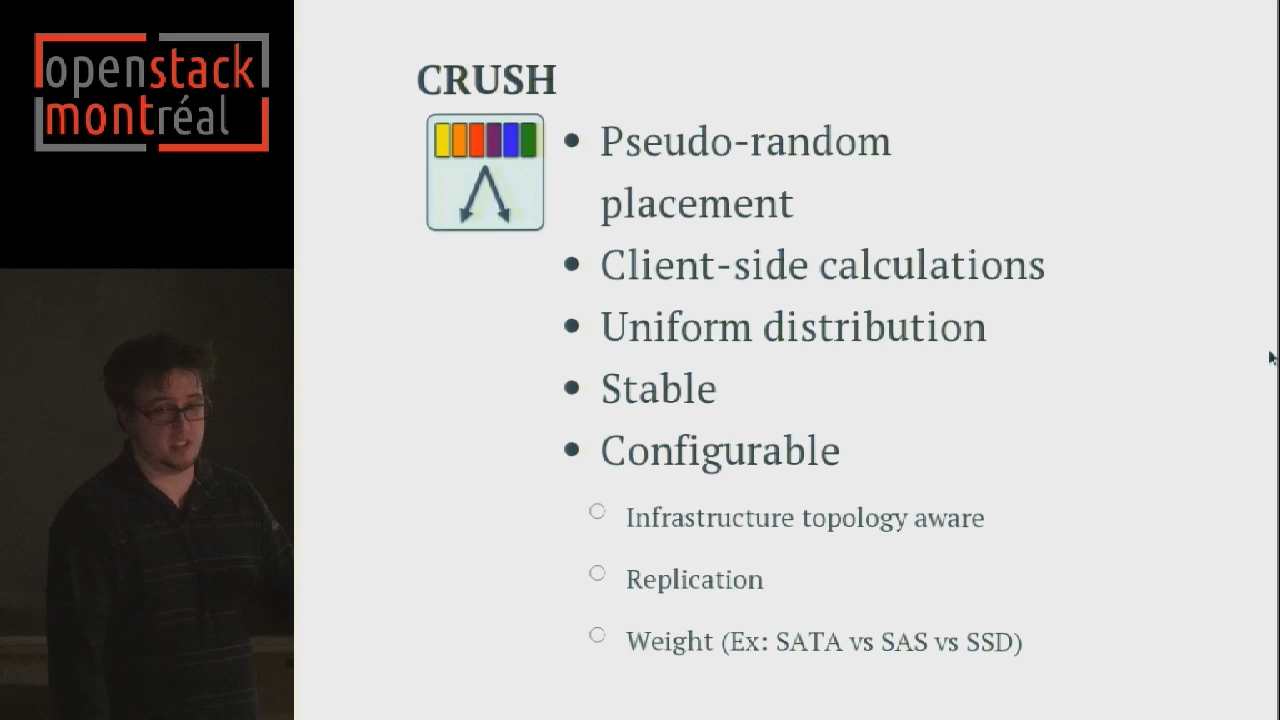 openstack
montréal
CRUSH
Pseudo-random
placement
Client-side calculations
Uniform distribution
Stable
Configurable
Infrastructure topology aware
Replication
Weight (Ex: SATA vs SAS vs SSD)